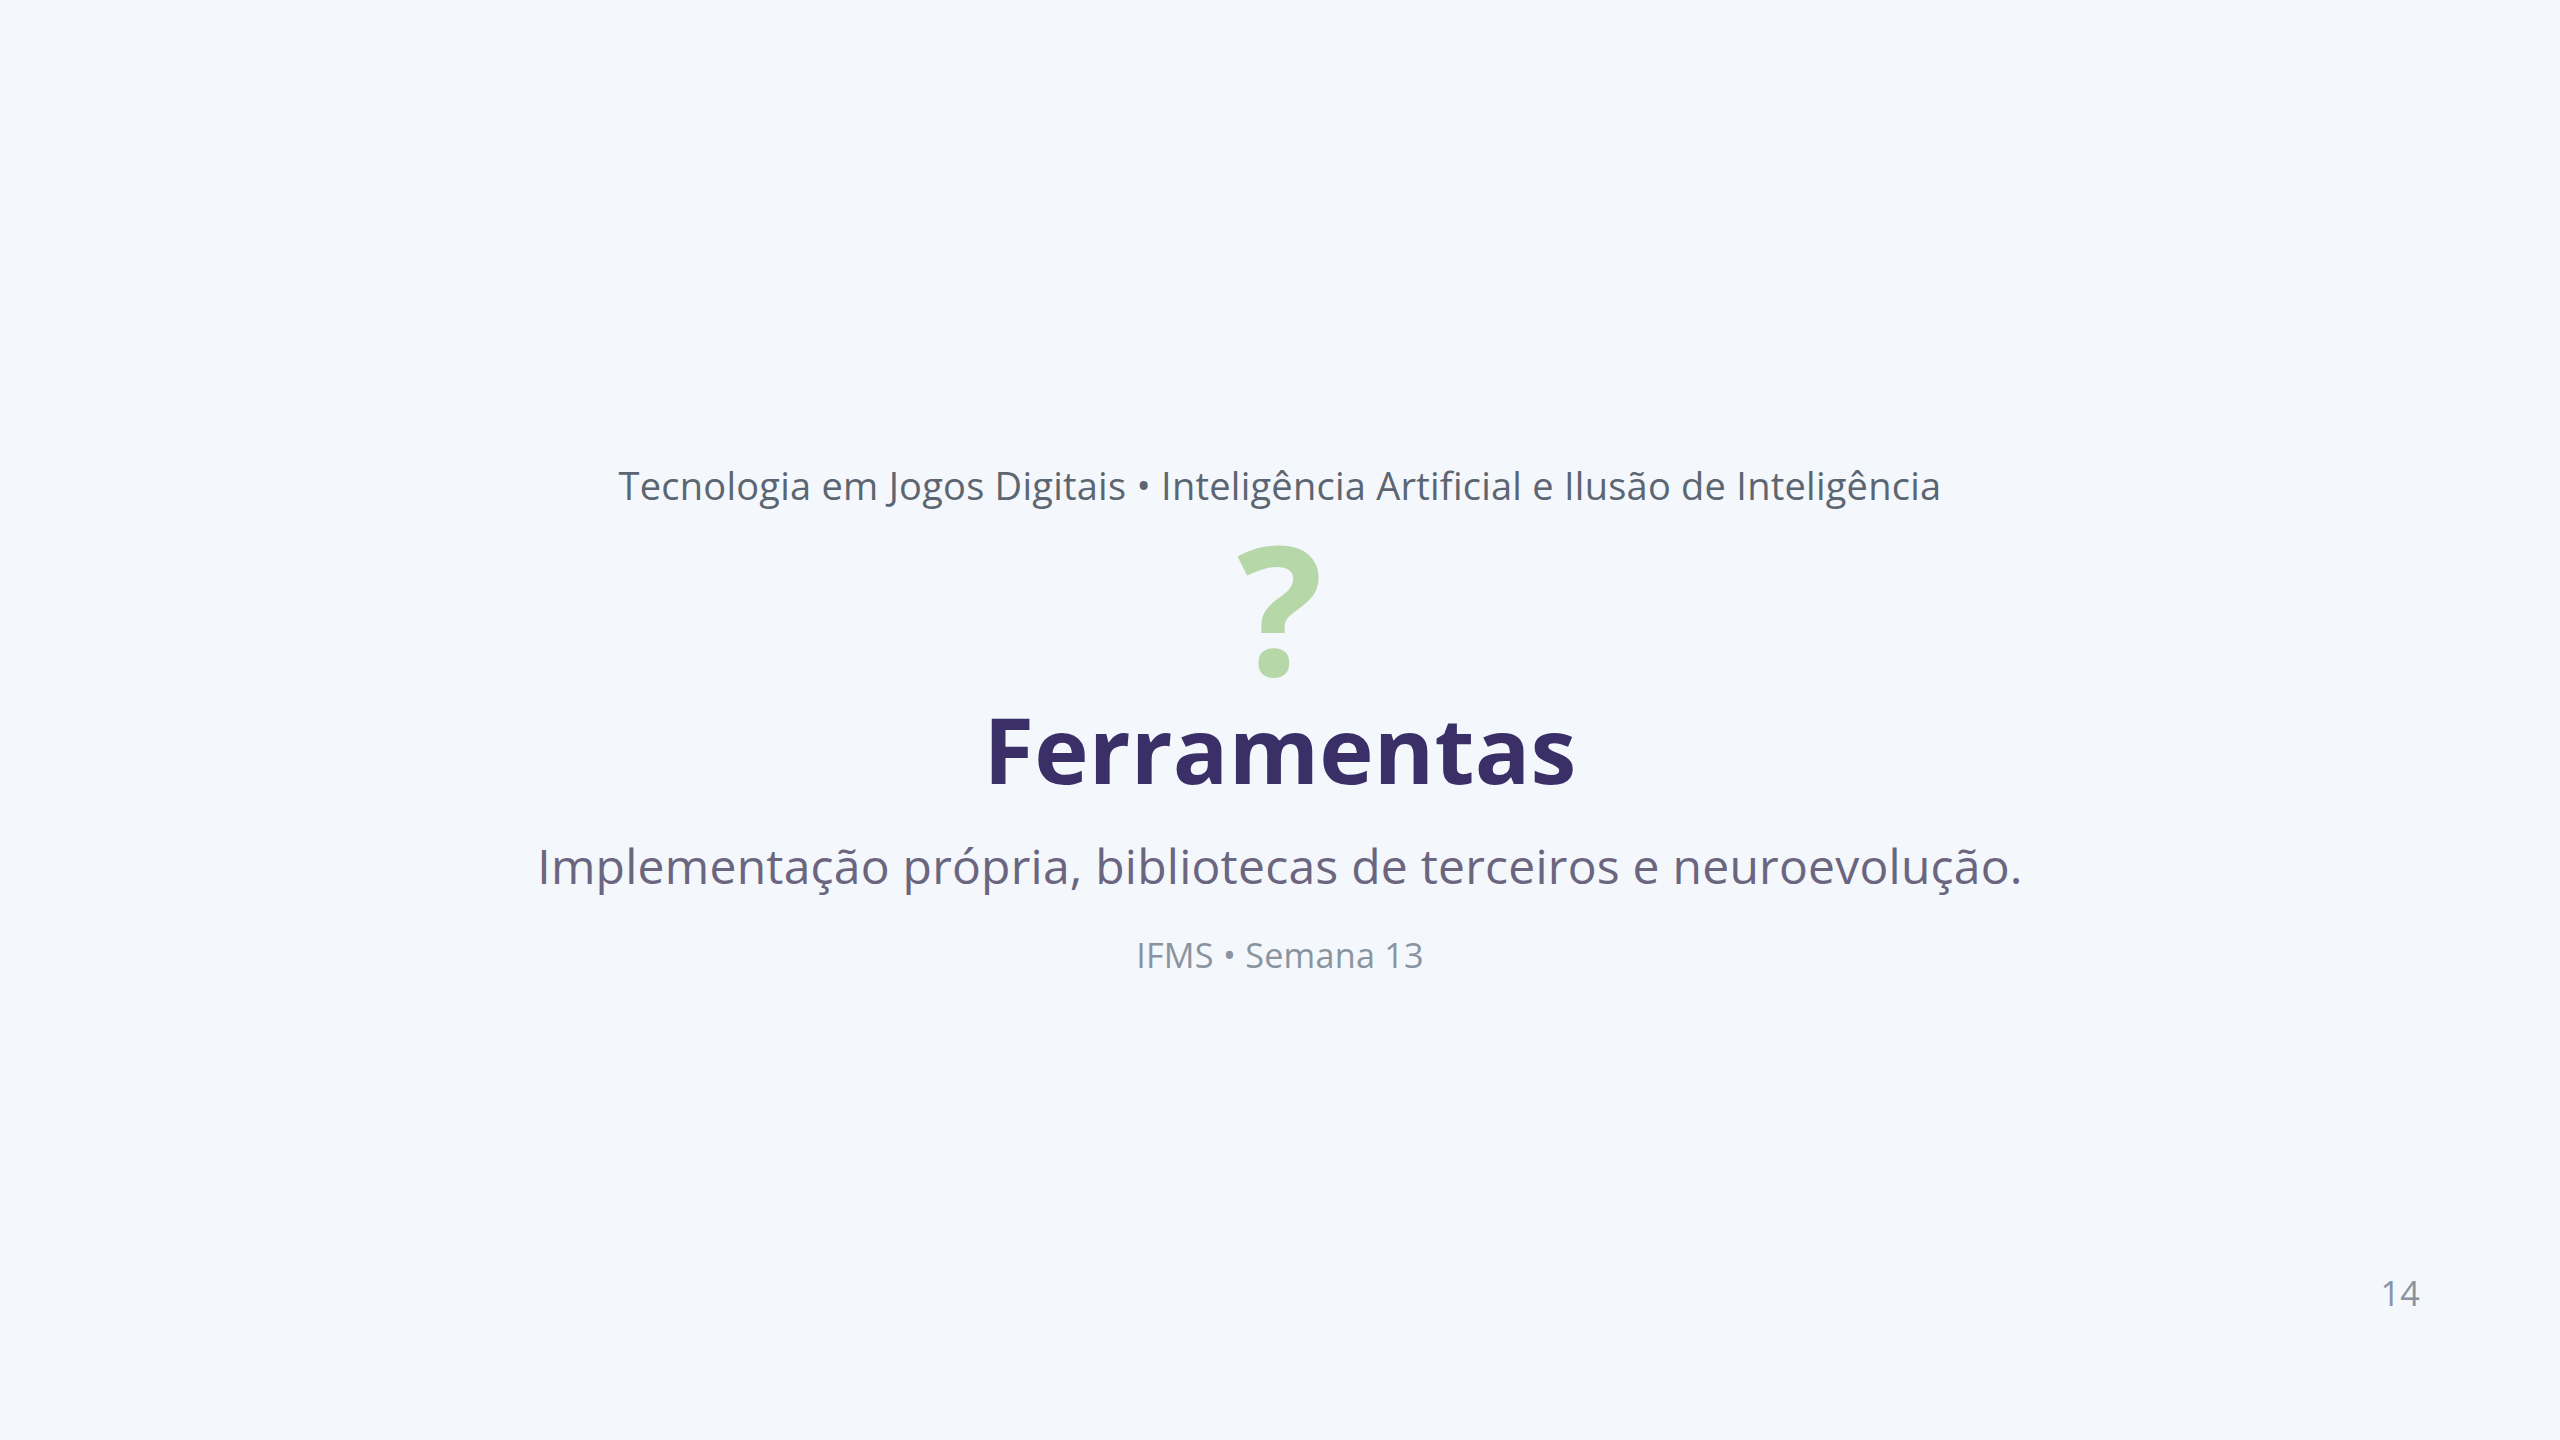 Tecnologia em Jogos Digitais • Inteligência Artificial e Ilusão de Inteligência
?
Ferramentas
Implementação própria, bibliotecas de terceiros e neuroevolução.
IFMS • Semana 13
14